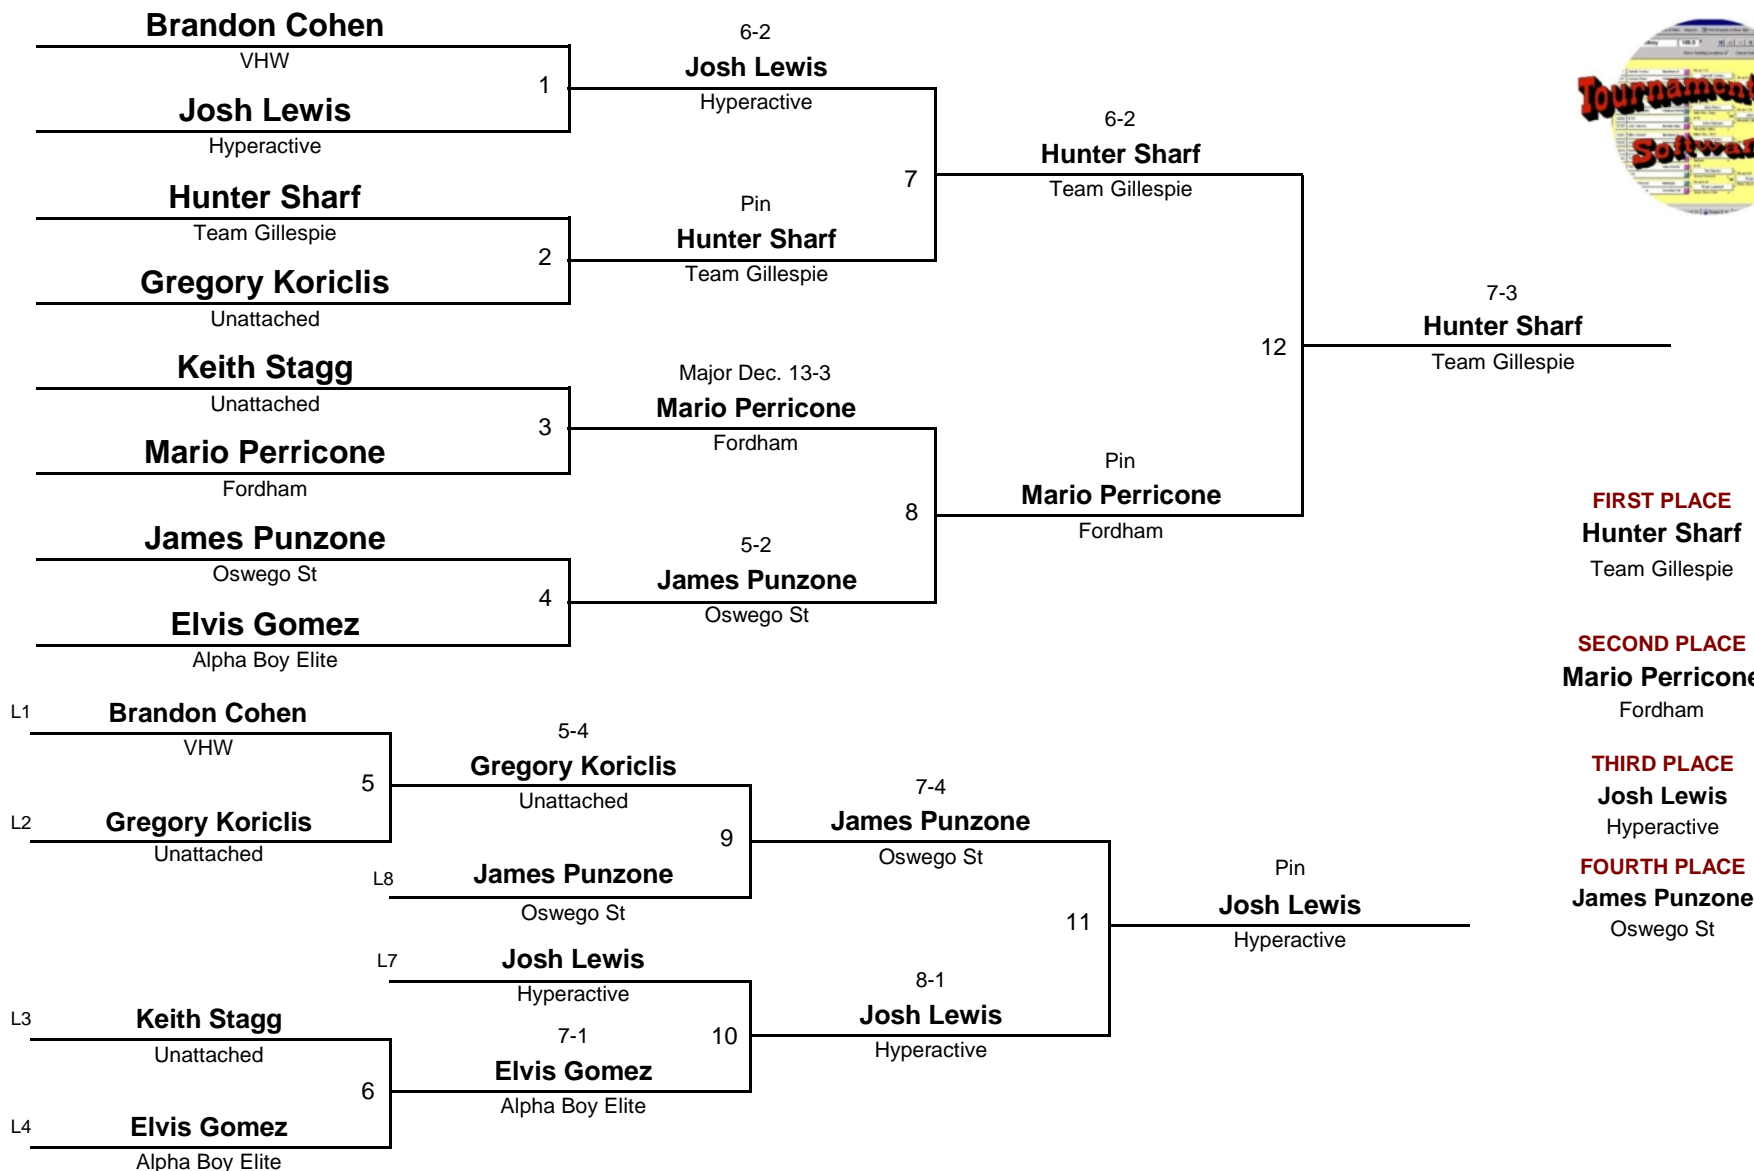 Brandon Cohen
VHW
1
Josh Lewis
Hyperactive
Hunter Sharf
Team Gillespie
2
Gregory Koriclis
Unattached
Keith Stagg
Unattached
3
Mario Perricone
Fordham
James Punzone
Oswego St
4
Elvis Gomez
Alpha Boy Elite
6-2
Josh Lewis
Hyperactive
7
Pin
Hunter Sharf
Team Gillespie
Major Dec. 13-3
Mario Perricone
Fordham
8
5-2
James Punzone
Oswego St
6-2
Hunter Sharf
Team Gillespie
12
Pin
Mario Perricone
Fordham
7-3
Hunter Sharf
Team Gillespie
Tournament
Softwar
FIRST PLACE
Hunter Sharf
Team Gillespie
SECOND PLACE
Mario Perricone
Fordham
THIRD PLACE
Josh Lewis
Hyperactive
FOURTH PLACE
James Punzone
Oswego St
L1
Brandon Cohen
VHW
5
L2
Gregory Koriclis
Unattached
5-4
Gregory Koriclis
Unattached
9
L8
James Punzone
Oswego St
L7
Josh Lewis
Hyperactive
10
L3
Keith Stagg
Unattached
6
L4
Elvis Gomez
Alpha Boy Elite
7-1
Elvis Gomez
Alpha Boy Elite
7-4
James Punzone
Oswego St
11
8-1
Josh Lewis
Hyperactive
Pin
Josh Lewis
Hyperactive